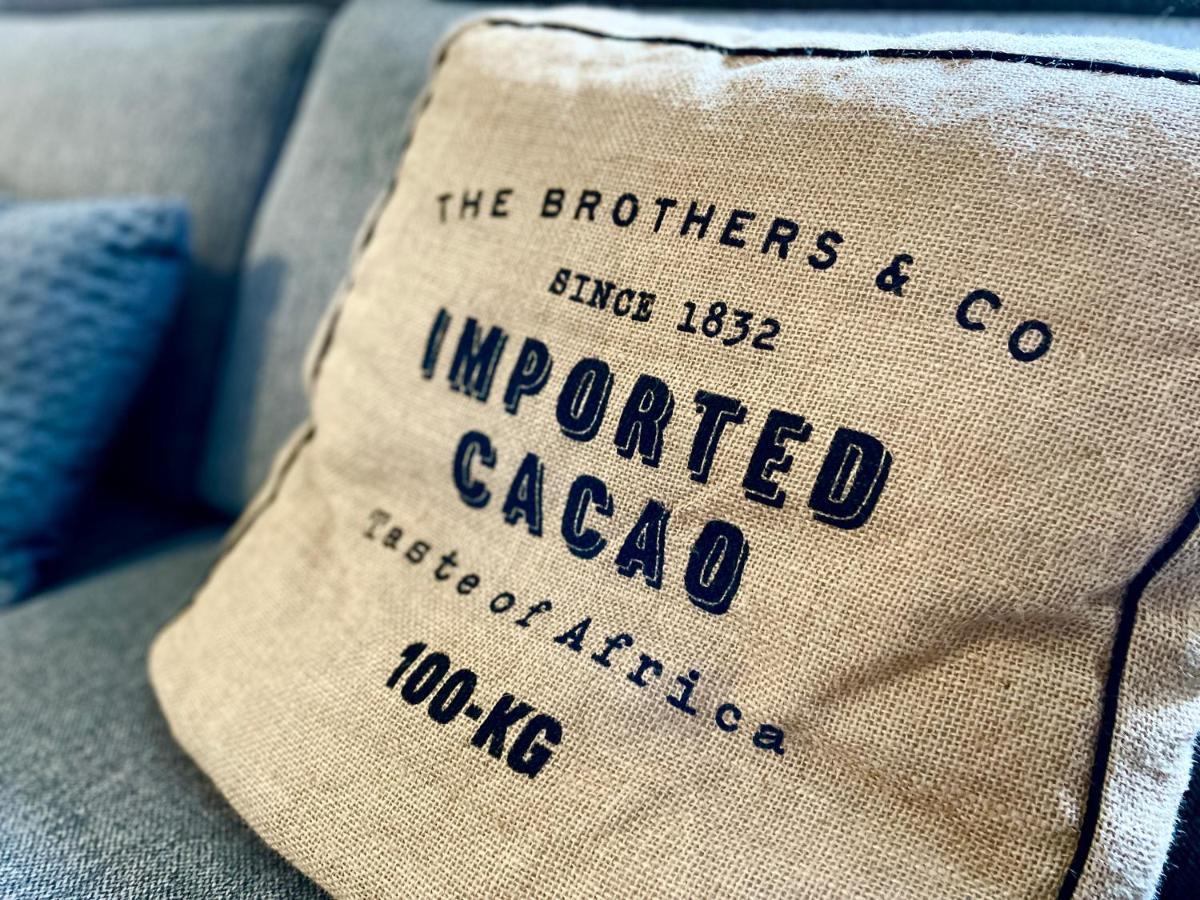 THE BROTHERS & CO
SINCE 1832
IMPORTED
CACAO
Taste of Africa
100-KG